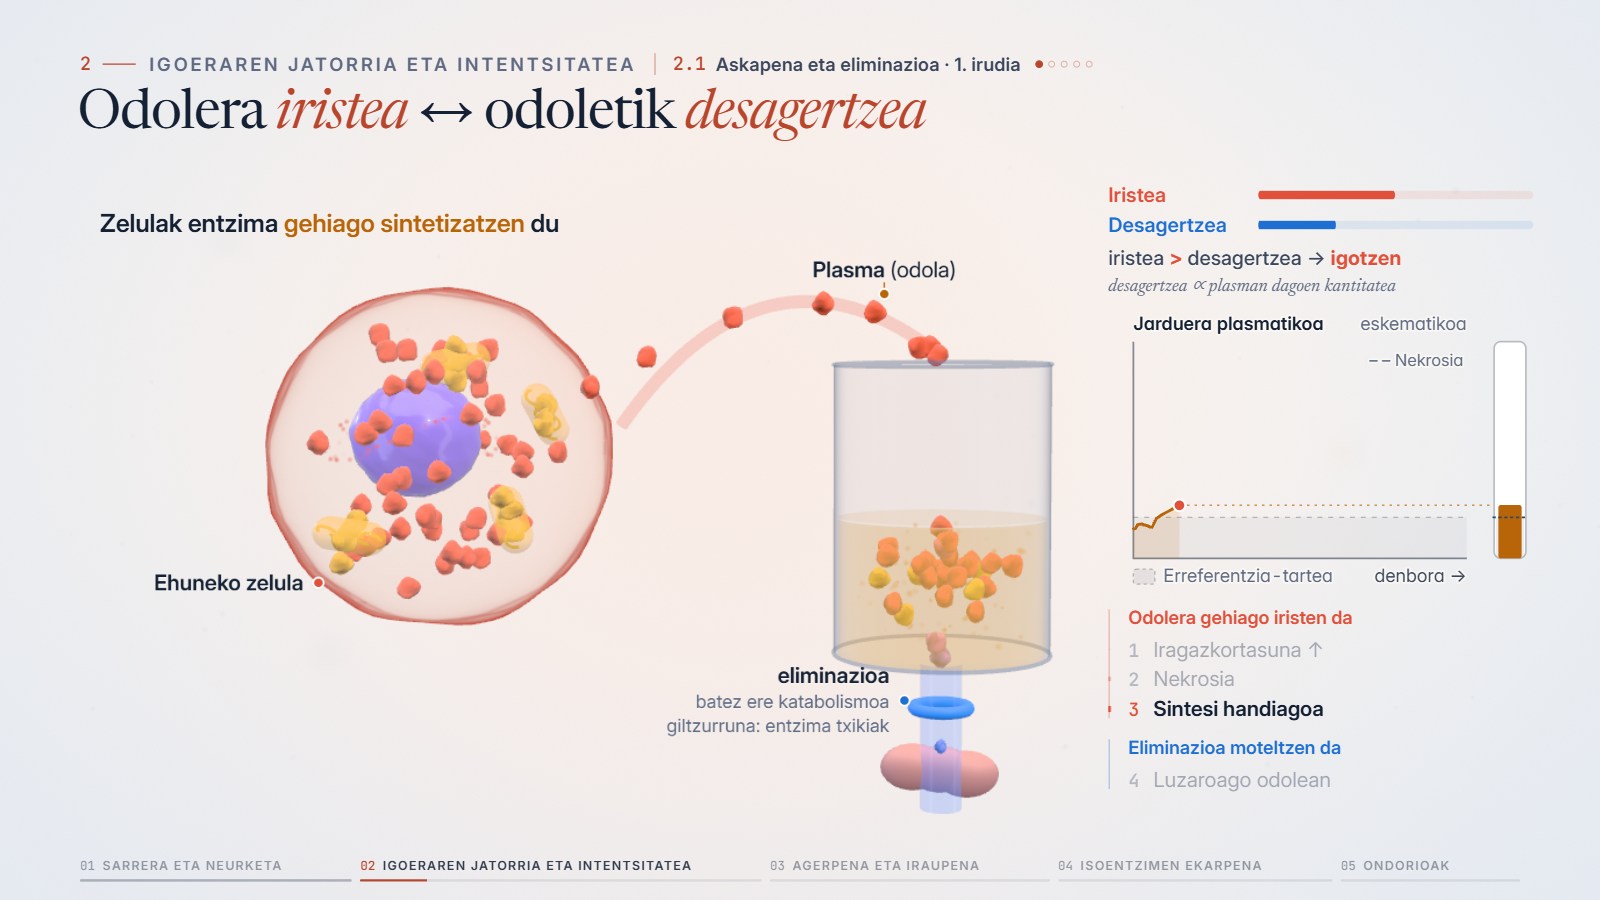 2 — IGOERAREN JATORRIA ETA INTENTSITATEA | 2.1 Askapena eta eliminazioa · 1. irudia
Odolera iristea ↔ odoletik desagertzea
Zelulak entzima gehiago sintetizatzen du
Plasma (odola)
Ehuneko zelula
eliminazioa
batez ere katabolismoa
giltzurruna: entzima txikiak
Iristea
Desagertzea
iristea > desagertzea → igotzen
desagertzea ∝ plasman dagoen kantitatea
Jarduera plasmatikoa eskematikoa
-- Nekrosia
Erreferentzia-tartea denbora →
Odolera gehiago iristen da
1 Iragazkortasuna ↑
2 Nekrosia
3 Sintesi handiagoa
Eliminazioa moteltzen da
4 Luzaroago odolean
01 SARRERA ETA NEURKETA 02 IGOERAREN JATORRIA ETA INTENTSITATEA 03 AGERPENA ETA IRAUPENA 04 ISOENTZIMEN EKARPENA 05 ONDORIOAK